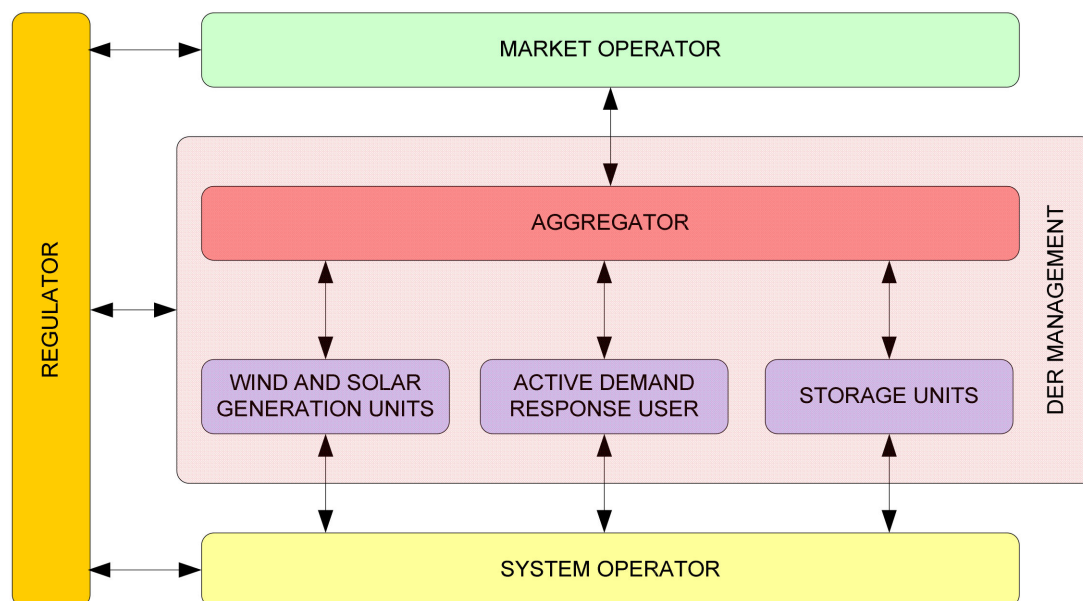 MARKET OPERATOR
REGULATOR
AGGREGATOR
DER MANAGEMENT
WIND AND SOLAR
GENERATION UNITS
ACTIVE DEMAND
RESPONSE USER
STORAGE UNITS
SYSTEM OPERATOR